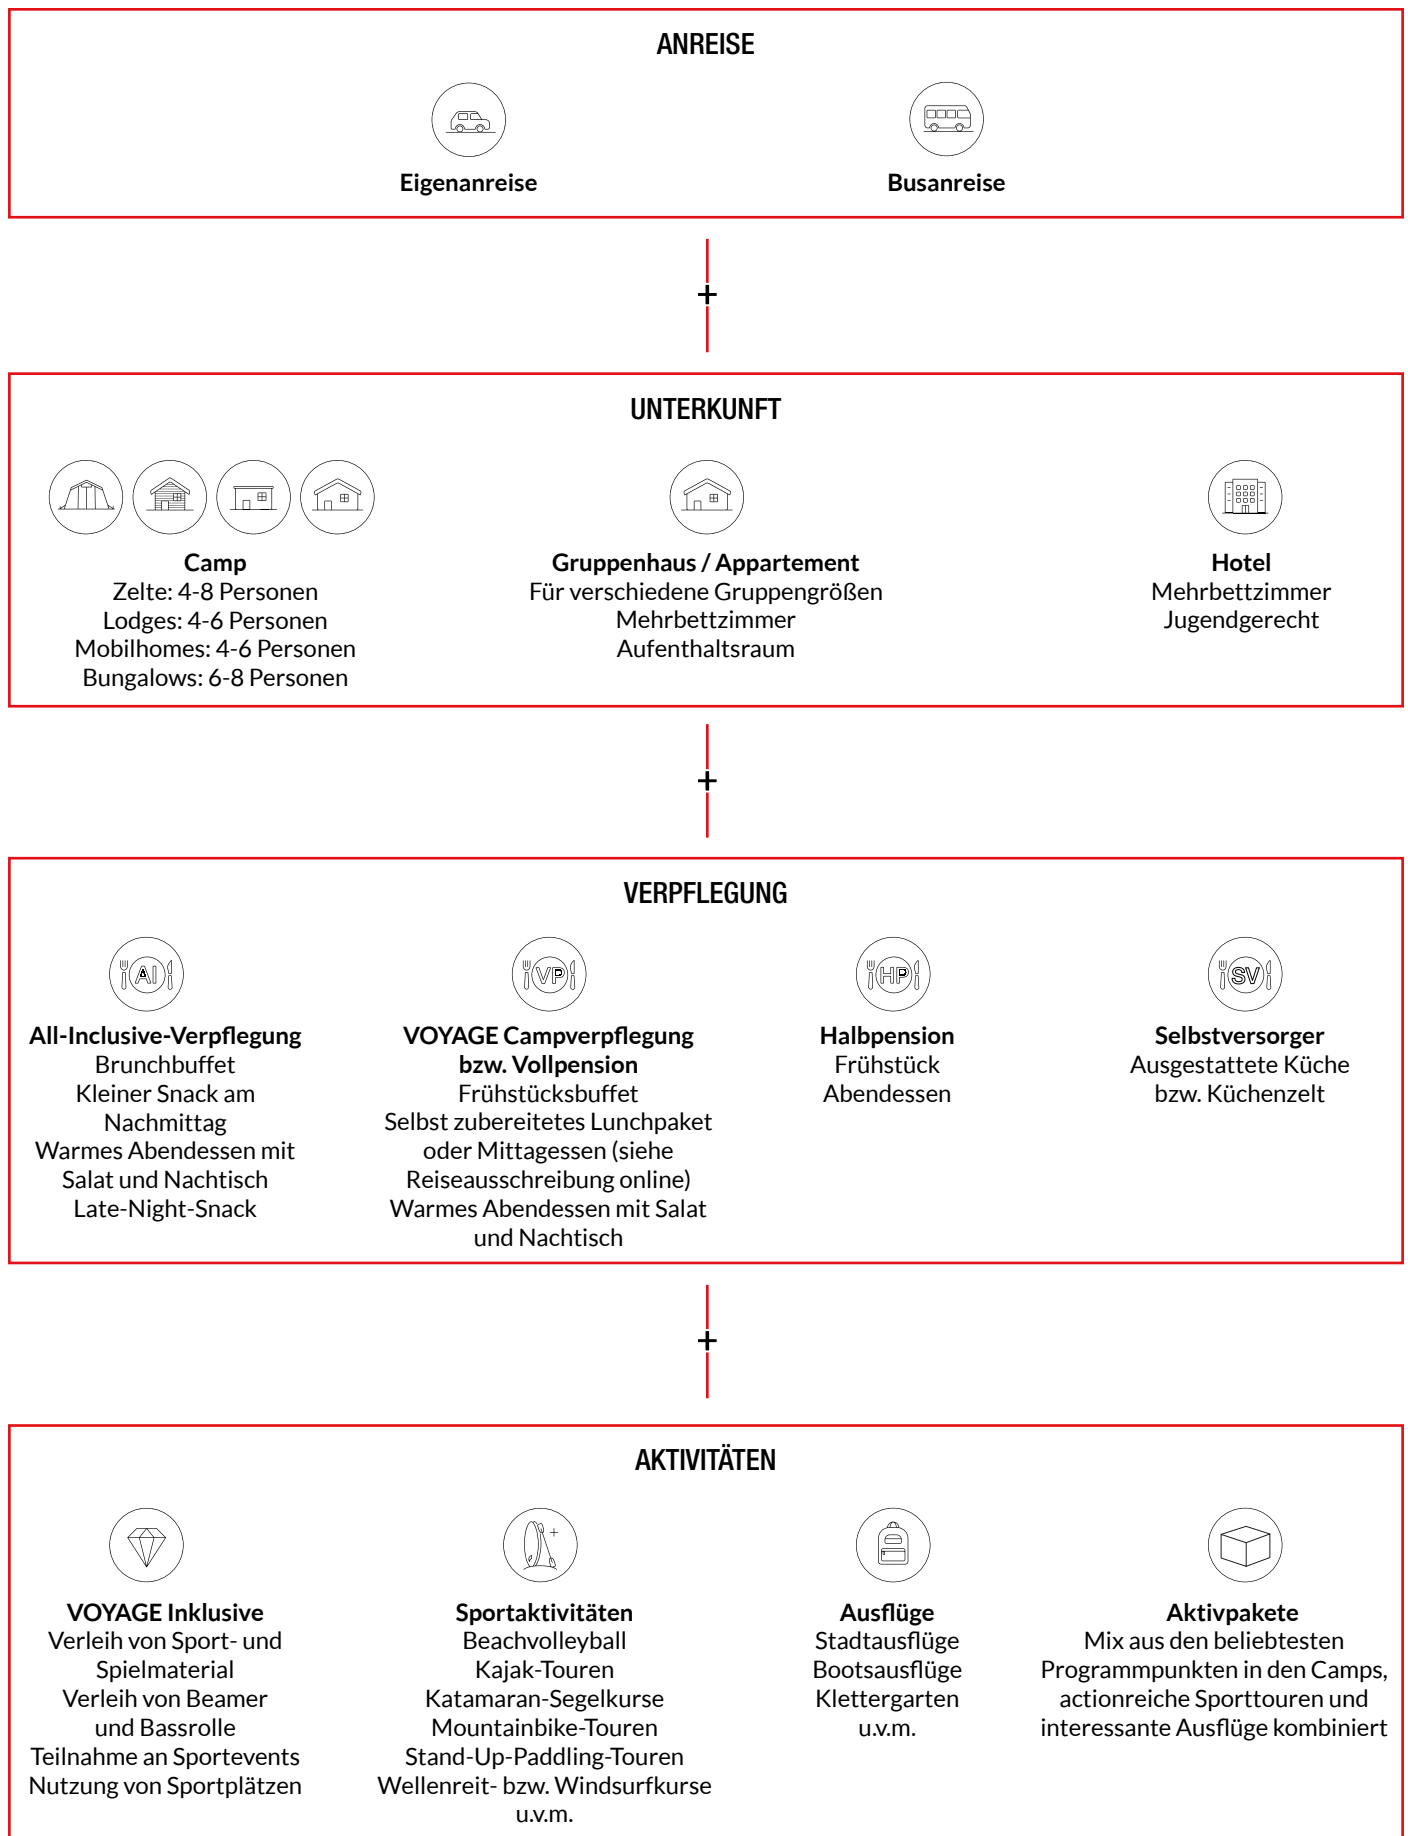 ANREISE
Eigenanreise
Busanreise
+
UNTERKUNFT
Camp
Zelte: 4-8 Personen
Lodges: 4-6 Personen
Mobilhomes: 4-6 Personen
Bungalows: 6-8 Personen
Gruppenhaus / Appartement
Für verschiedene Gruppengrößen
Mehrbettzimmer
Aufenthaltsraum
Hotel
Mehrbettzimmer
Jugendgerecht
+
VERPFLEGUNG
AI
All-Inclusive-Verpflegung
Brunchbuffet
Kleiner Snack am
Nachmittag
Warmes Abendessen mit
Salat und Nachtisch
Late-Night-Snack
VP
VOYAGE Campverpflegung
bzw. Vollpension
Frühstücksbuffet
Selbst zubereitetes Lunchpaket
oder Mittagessen (siehe
Reiseausschreibung online)
Warmes Abendessen mit Salat
und Nachtisch
HP
Halbpension
Frühstück
Abendessen
SV
Selbstversorger
Ausgestattete Küche
bzw. Küchenzelt
+
AKTIVITÄTEN
VOYAGE Inklusive
Verleih von Sport- und
Spielmaterial
Verleih von Beamer
und Bassrolle
Teilnahme an Sportevents
Nutzung von Sportplätzen
Sportaktivitäten
Beachvolleyball
Kajak-Touren
Katamaran-Segelkurse
Mountainbike-Touren
Stand-Up-Paddling-Touren
Wellenreit- bzw. Windsurfkurse
u.v.m.
Ausflüge
Stadtausflüge
Bootsausflüge
Klettergarten
u.v.m.
Aktivpakete
Mix aus den beliebtesten
Programmpunkten in den Camps,
actionreiche Sporttouren und
interessante Ausflüge kombiniert